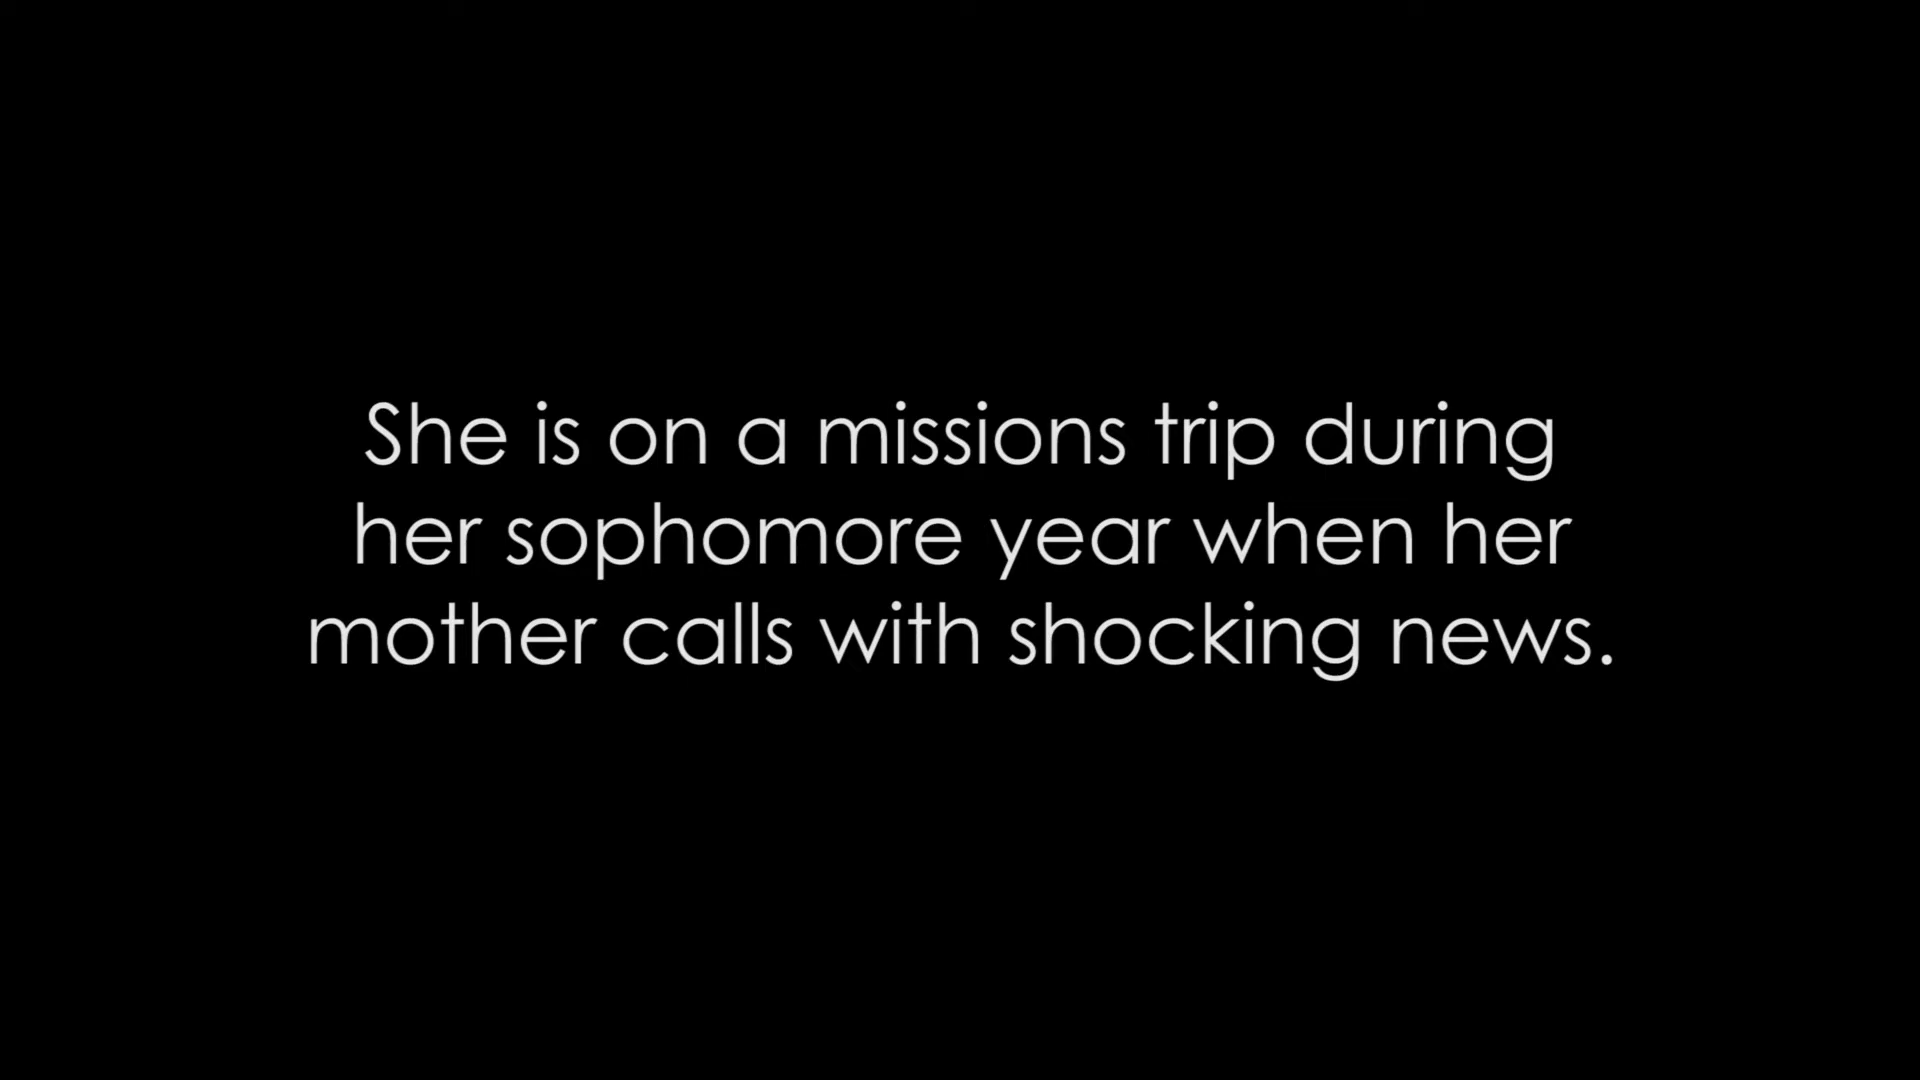 She is on a missions trip during
her sophomore year when her
mother calls with shocking news.